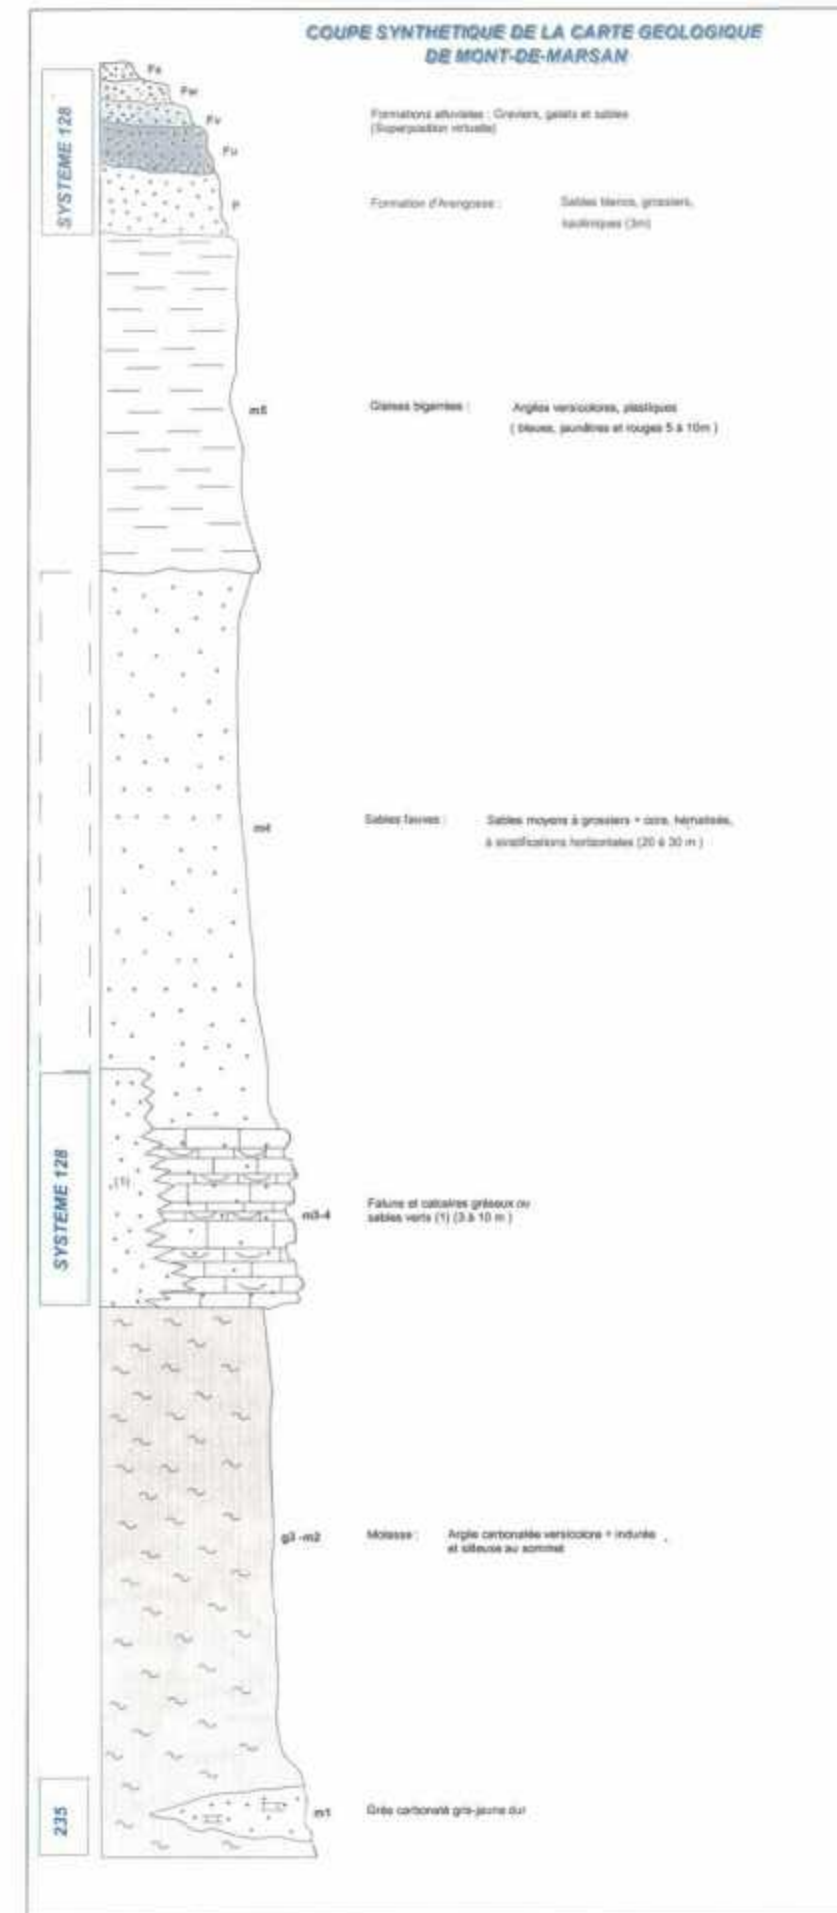 COUPE SYNTHETIQUE DE LA CARTE GEOLOGIQUE
DE MONT-DE-MARSAN
SYSTEME 128
Fw
Fv
Fu
P
Formations alluviales : Graviers, galets et sables
(Superposition virtuelle)
Formation d'Arengosse : Sables blancs, grossiers,
kaoliniques (3m)
m5
Glaises bigarrées : Argiles versicolores, plastiques
( bleues, jaunâtres et rouges 5 à 10m )
m4
Sables fauves : Sables moyens à grossiers + ocre, hématisés,
à stratifications horizontales (20 à 30 m )
SYSTEME 128
(1)
m3-4
Faluns et calcaires gréseux ou
sables verts (1) (3 à 10 m )
g3 -m2
Molasse : Argile carbonatée versicolore + indurée
et silteuse au sommet
235
m1
Grès carbonaté gris-jaune dur